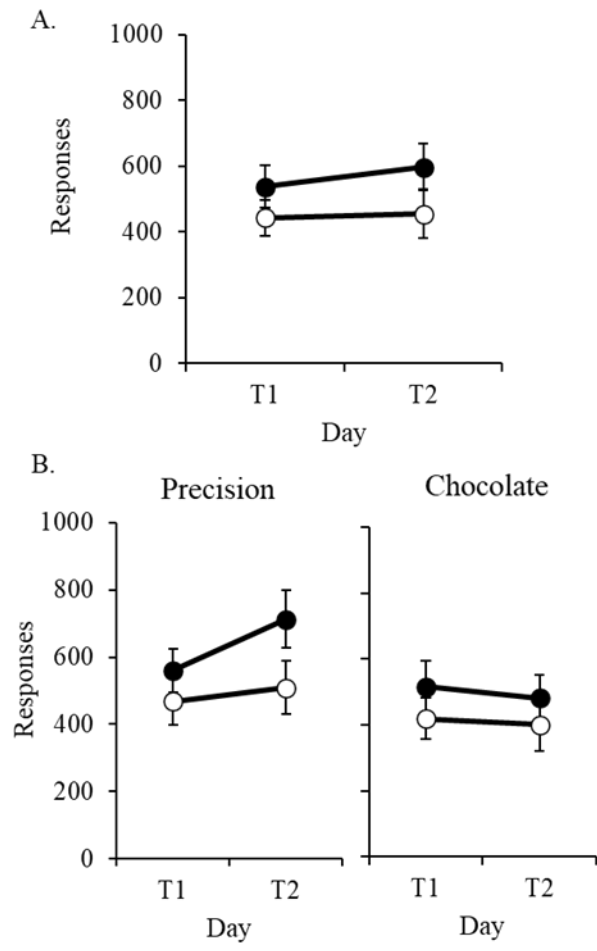 A.
1000
800
600
400
200
0
Responses
T1 T2
Day
B.
Precision Chocolate
1000
800
600
400
200
0
Responses
T1 T2 T1 T2
Day Day